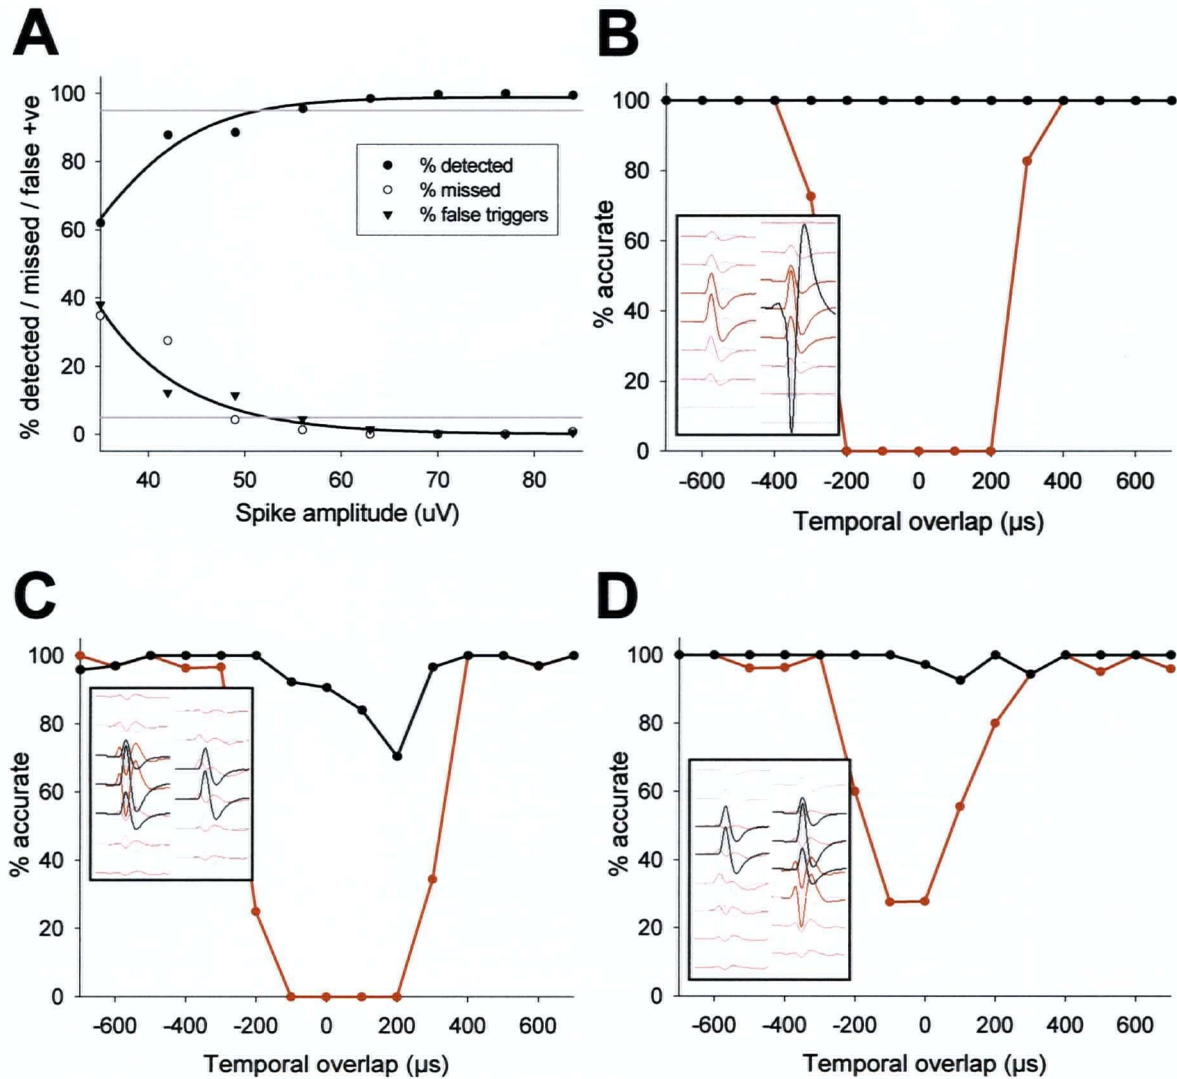 A
% detected / missed / false +ve
100
80
60
40
20
0
% detected
% missed
% false triggers
40 50 60 70 80
Spike amplitude (uV)
B
% accurate
100
80
60
40
20
0
-600 -400 -200 0 200 400 600
Temporal overlap (µs)
C
% accurate
100
80
60
40
20
0
-600 -400 -200 0 200 400 600
Temporal overlap (µs)
D
% accurate
100
80
60
40
20
0
-600 -400 -200 0 200 400 600
Temporal overlap (µs)